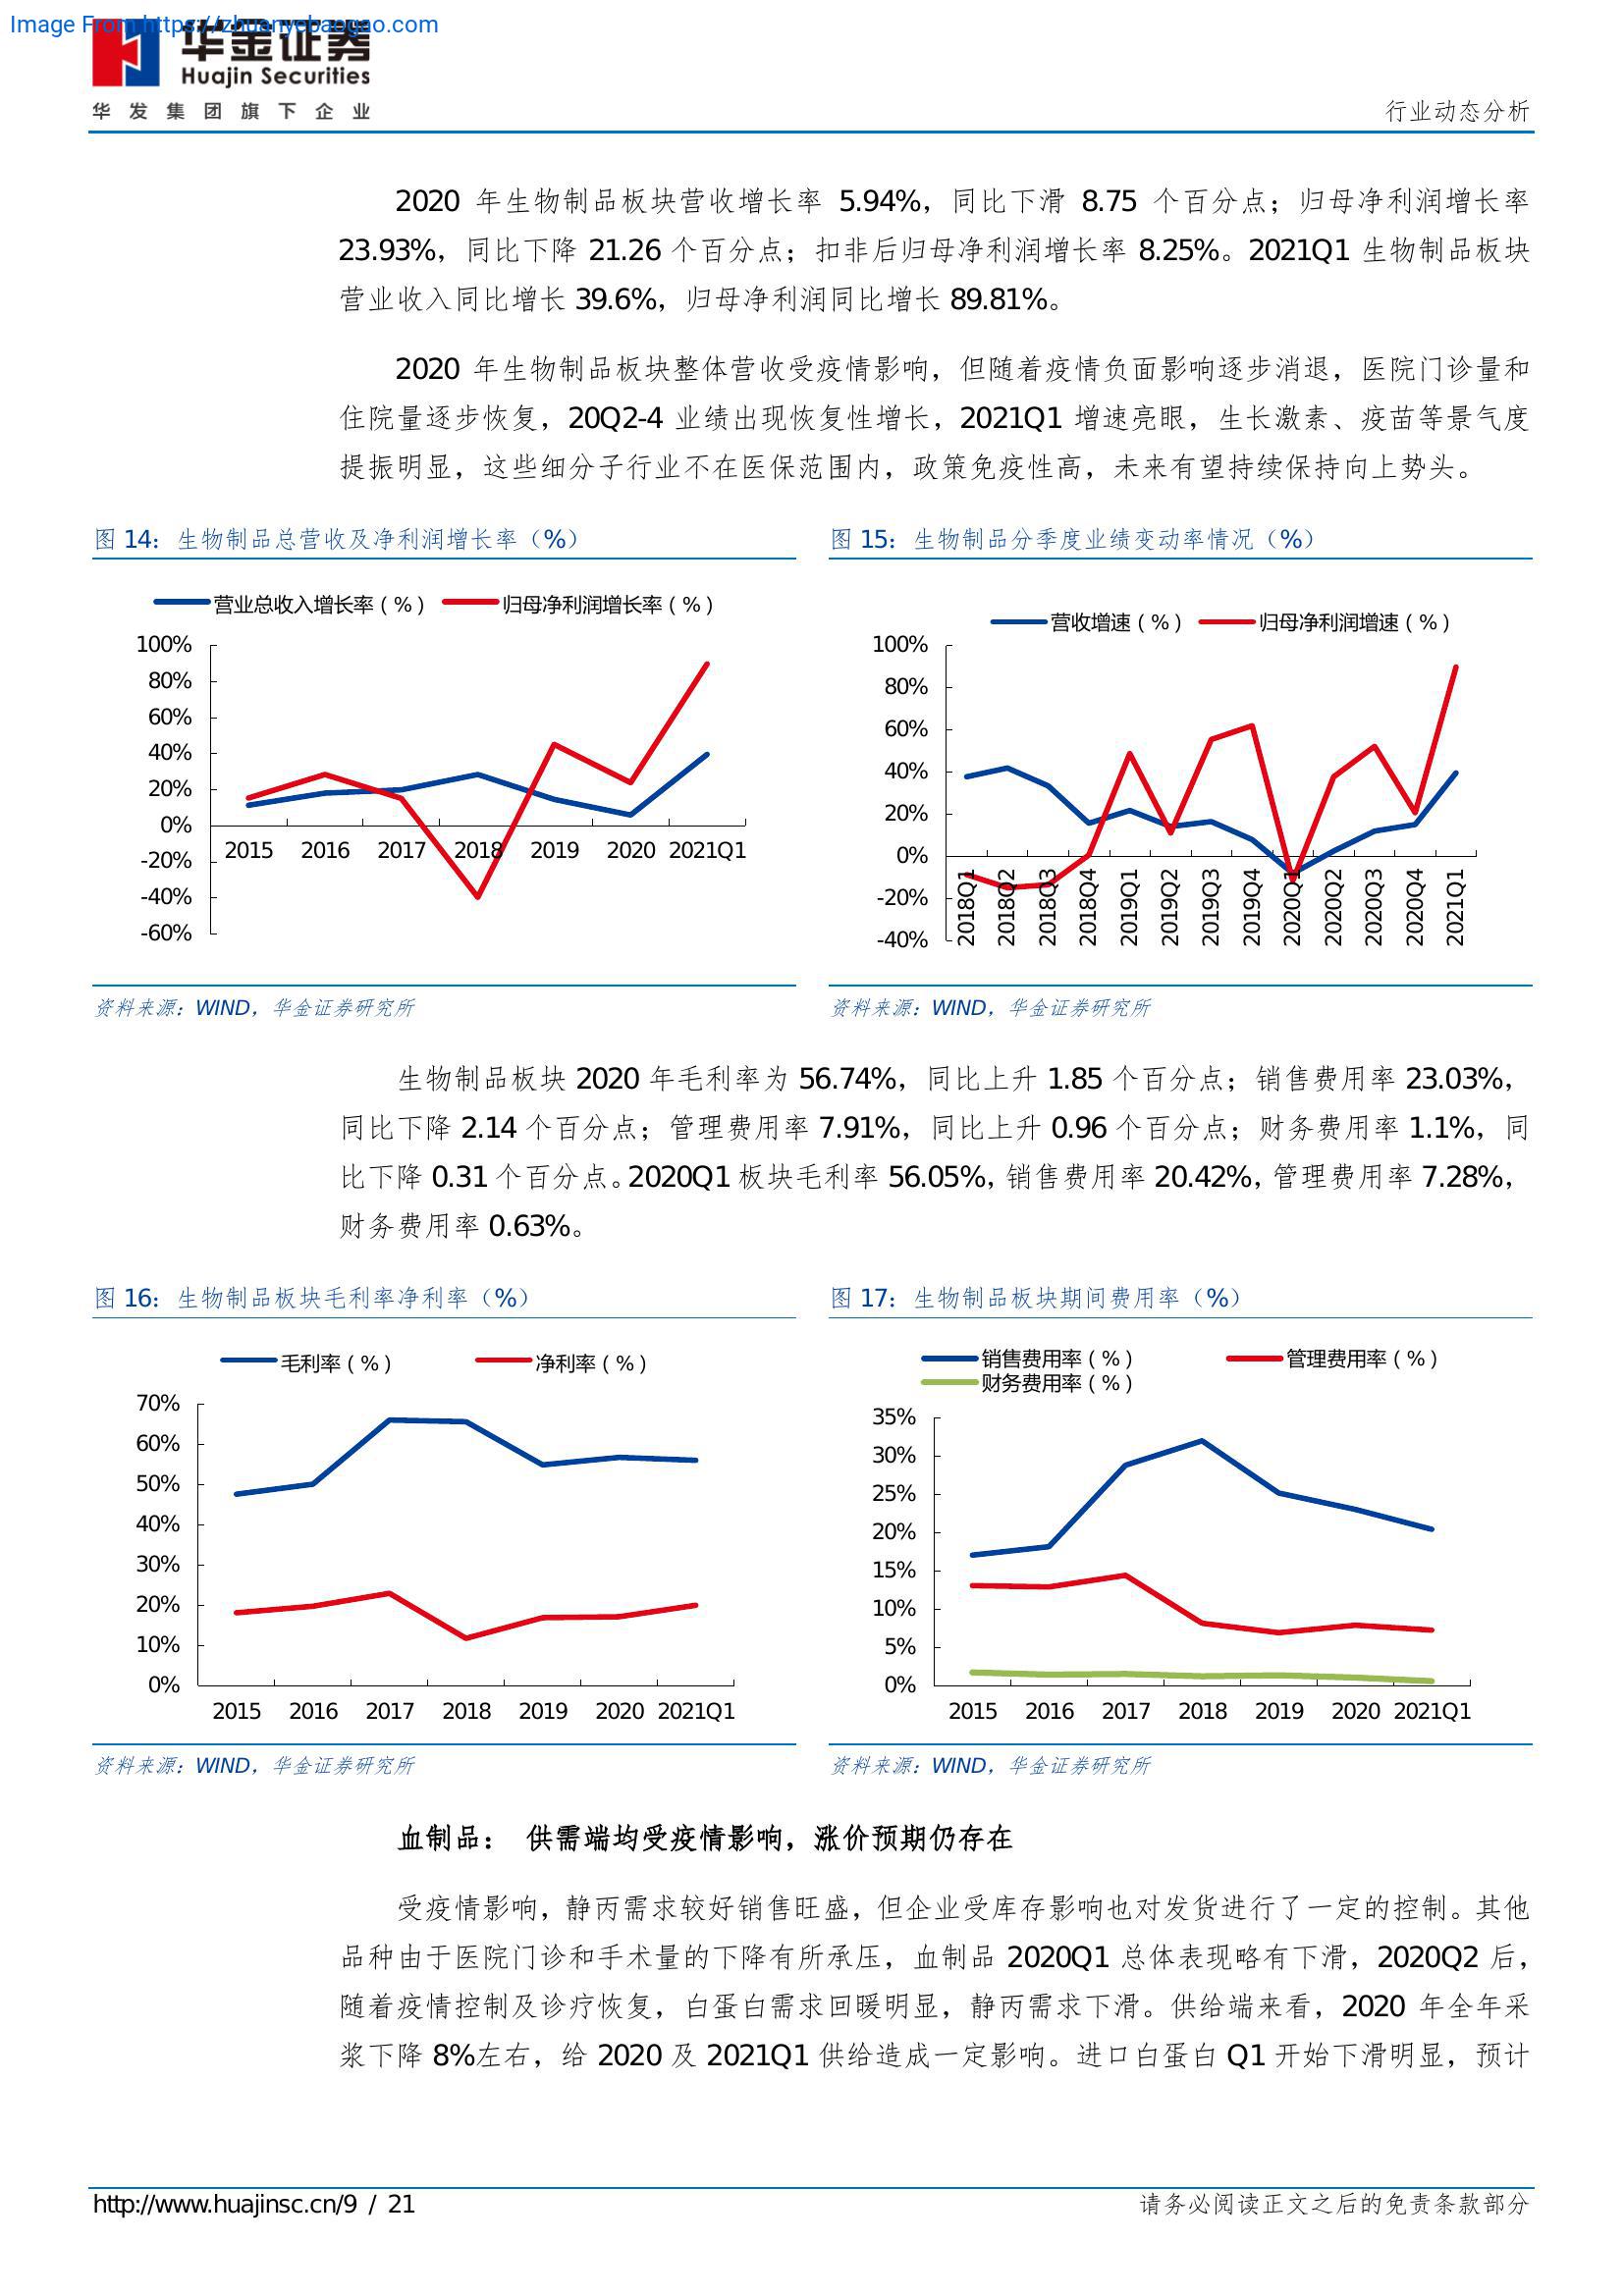 Image From https://zhuanyebaogao.com
华金证券
Huajin Securities
华发集团旗下企业
行业动态分析
2020 年生物制品板块营收增长率 5.94%，同比下滑 8.75 个百分点；归母净利润增长率
23.93%，同比下降 21.26 个百分点；扣非后归母净利润增长率 8.25%。2021Q1 生物制品板块
营业收入同比增长 39.6%，归母净利润同比增长 89.81%。
2020 年生物制品板块整体营收受疫情影响，但随着疫情负面影响逐步消退，医院门诊量和
住院量逐步恢复，20Q2-4 业绩出现恢复性增长，2021Q1 增速亮眼，生长激素、疫苗等景气度
提振明显，这些细分子行业不在医保范围内，政策免疫性高，未来有望持续保持向上势头。
图 14：生物制品总营收及净利润增长率（%）
营业总收入增长率（%） 归母净利润增长率（%）
100%
80%
60%
40%
20%
0%
-20%
-40%
-60%
2015 2016 2017 2018 2019 2020 2021Q1
资料来源：WIND，华金证券研究所
图 15：生物制品分季度业绩变动率情况（%）
营收增速（%） 归母净利润增速（%）
100%
80%
60%
40%
20%
0%
-20%
-40%
2018Q1 2018Q2 2018Q3 2018Q4 2019Q1 2019Q2 2019Q3 2019Q4 2020Q1 2020Q2 2020Q3 2020Q4 2021Q1
资料来源：WIND，华金证券研究所
生物制品板块 2020 年毛利率为 56.74%，同比上升 1.85 个百分点；销售费用率 23.03%，
同比下降 2.14 个百分点；管理费用率 7.91%，同比上升 0.96 个百分点；财务费用率 1.1%，同
比下降 0.31 个百分点。2020Q1 板块毛利率 56.05%，销售费用率 20.42%，管理费用率 7.28%，
财务费用率 0.63%。
图 16：生物制品板块毛利率净利率（%）
毛利率（%） 净利率（%）
70%
60%
50%
40%
30%
20%
10%
0%
2015 2016 2017 2018 2019 2020 2021Q1
资料来源：WIND，华金证券研究所
图 17：生物制品板块期间费用率（%）
销售费用率（%） 管理费用率（%）
财务费用率（%）
35%
30%
25%
20%
15%
10%
5%
0%
2015 2016 2017 2018 2019 2020 2021Q1
资料来源：WIND，华金证券研究所
血制品： 供需端均受疫情影响，涨价预期仍存在
受疫情影响，静丙需求较好销售旺盛，但企业受库存影响也对发货进行了一定的控制。其他
品种由于医院门诊和手术量的下降有所承压，血制品 2020Q1 总体表现略有下滑，2020Q2 后，
随着疫情控制及诊疗恢复，白蛋白需求回暖明显，静丙需求下滑。供给端来看，2020 年全年采
浆下降 8%左右，给 2020 及 2021Q1 供给造成一定影响。进口白蛋白 Q1 开始下滑明显，预计
http://www.huajinsc.cn/9 / 21
请务必阅读正文之后的免责条款部分